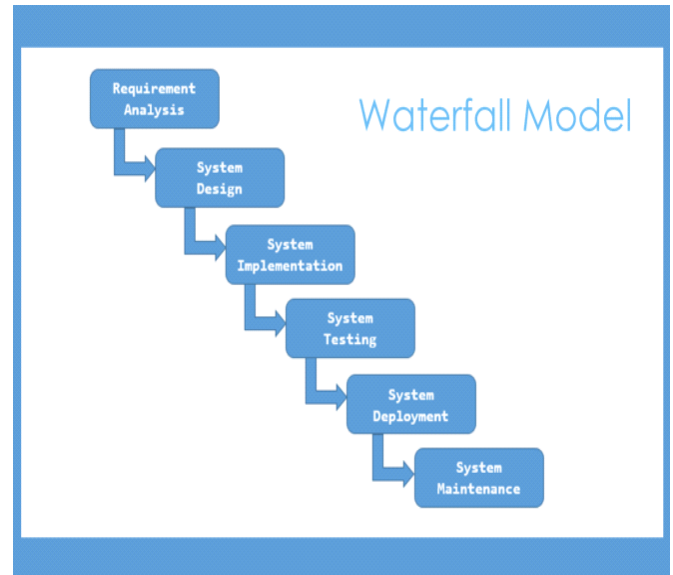 Requirement
Analysis
Waterfall Model
System
Design
System
Implementation
System
Testing
System
Deployment
System
Maintenance